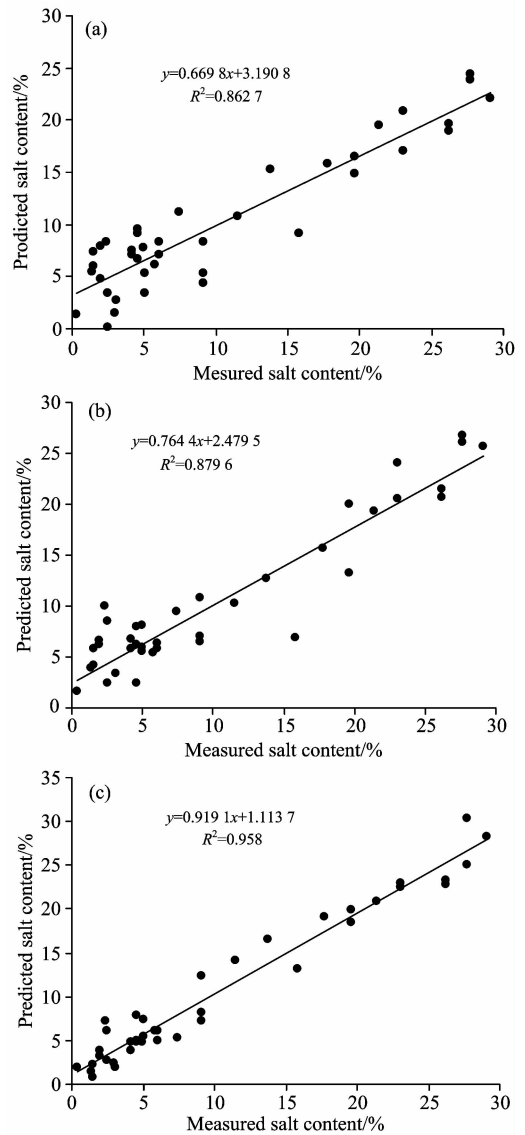 (a)
y=0.669 8x+3.190 8
R²=0.862 7
Prodicted salt content/%
30
25
20
15
10
5
0
0 5 10 15 20 25 30
Mesured salt content/%
(b)
y=0.764 4x+2.479 5
R²=0.879 6
Predicted salt content/%
30
25
20
15
10
5
0
0 5 10 15 20 25 30
Measured salt content/%
(c)
y=0.919 1x+1.113 7
R²=0.958
Predicted salt content/%
35
30
25
20
15
10
5
0
0 5 10 15 20 25 30
Measured salt content/%